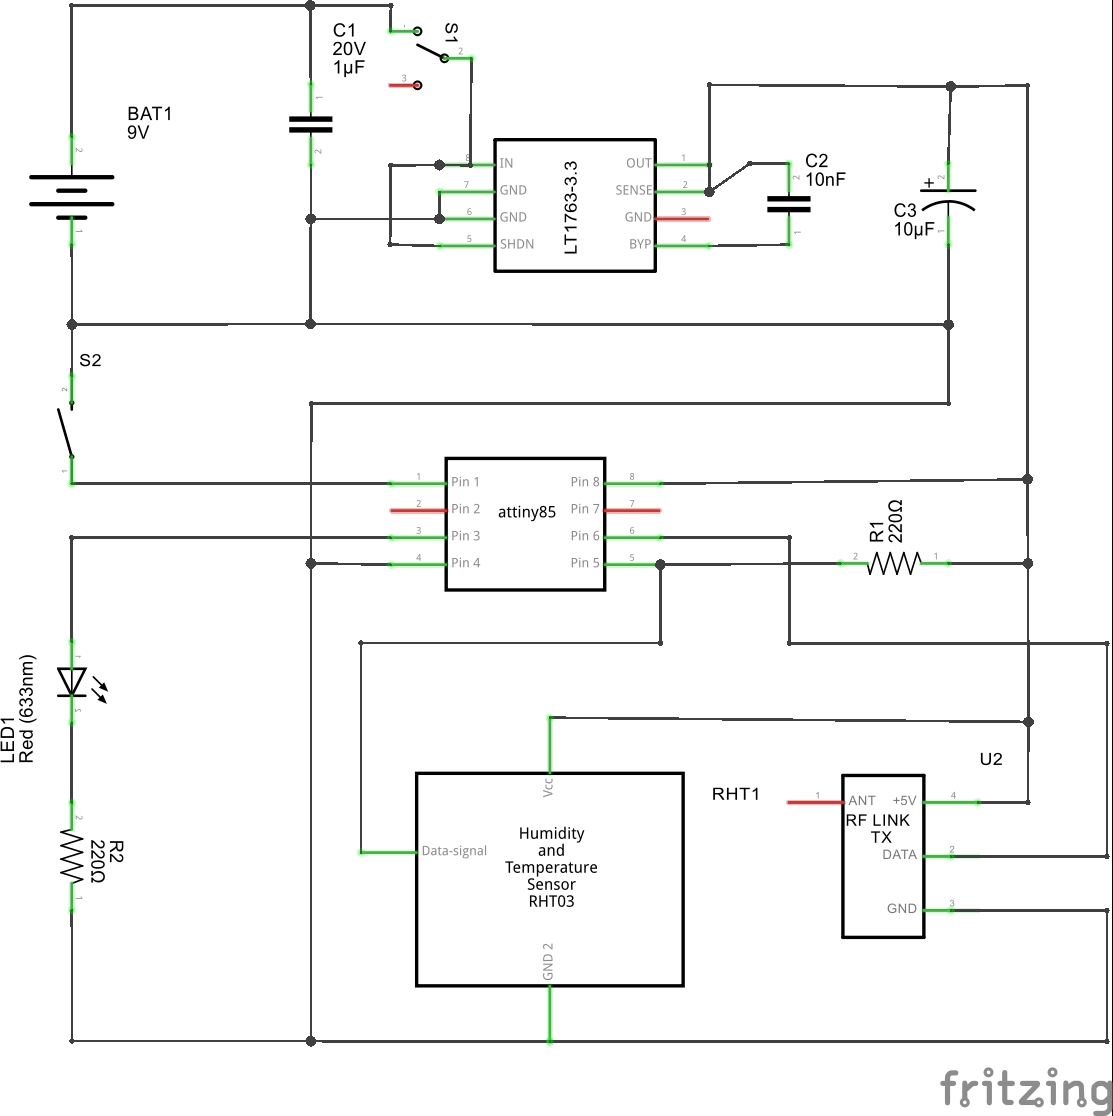 C1
20V
1µF
S1
1
2
3
1
2
BAT1
9V
2
1
LT1763-3.3
8
IN
7
GND
6
GND
5
SHDN
OUT
1
SENSE
2
GND
3
BYP
4
C2
10nF
2
1
+
2
C3
10µF
1
S2
2
1
attiny85
1
Pin 1
2
Pin 2
3
Pin 3
4
Pin 4
Pin 8
8
Pin 7
7
Pin 6
6
Pin 5
5
R1
220Ω
2
1
LED1
Red (633nm)
1
R2
220Ω
2
1
Vcc
Data-signal
Humidity
and
Temperature
Sensor
RHT03
GND 2
RHT1
U2
1
ANT
+5V
4
RF LINK
TX
DATA
2
GND
3
fritzing